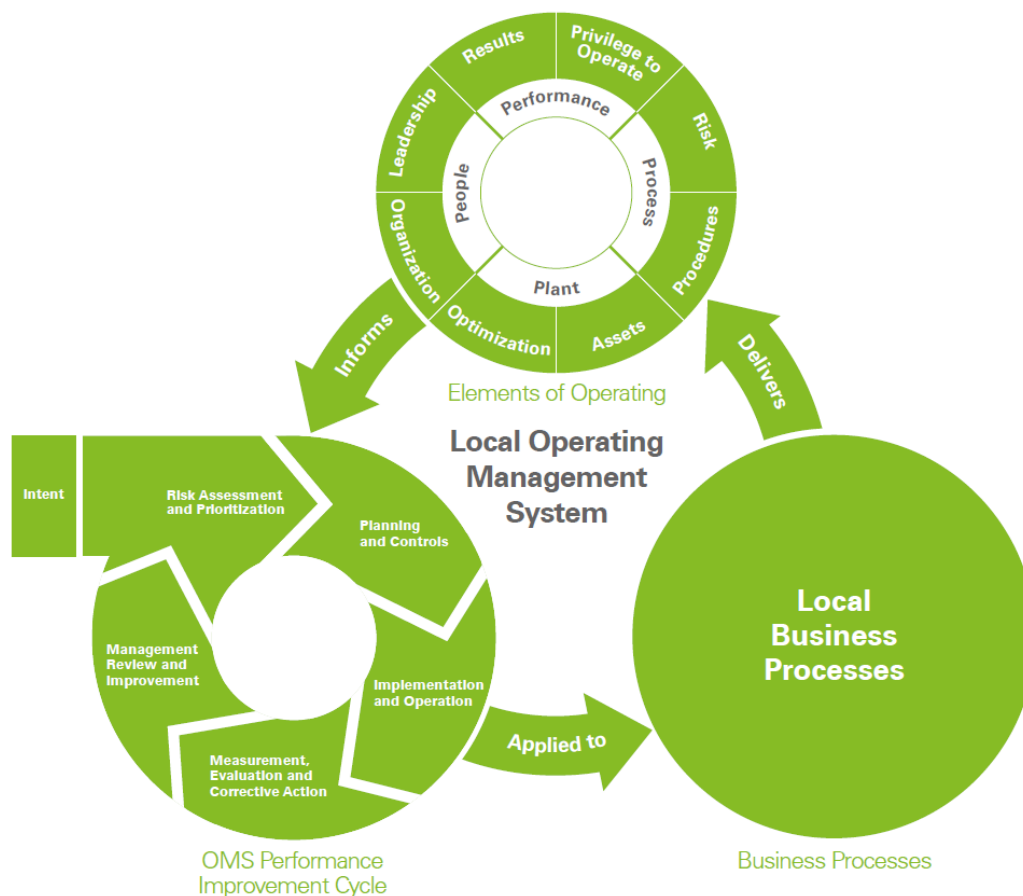 Results
Privilege to
Operate
Leadership
Risk
Performance
People
Process
Organization
Procedures
Plant
Optimization
Assets
Informs
Delivers
Elements of Operating
Local Operating
Management
System
Intent
Risk Assessment
and Prioritization
Planning
and Controls
Management
Review and
Improvement
Implementation
and Operation
Measurement,
Evaluation and
Corrective Action
Applied to
Local
Business
Processes
OMS Performance
Improvement Cycle
Business Processes